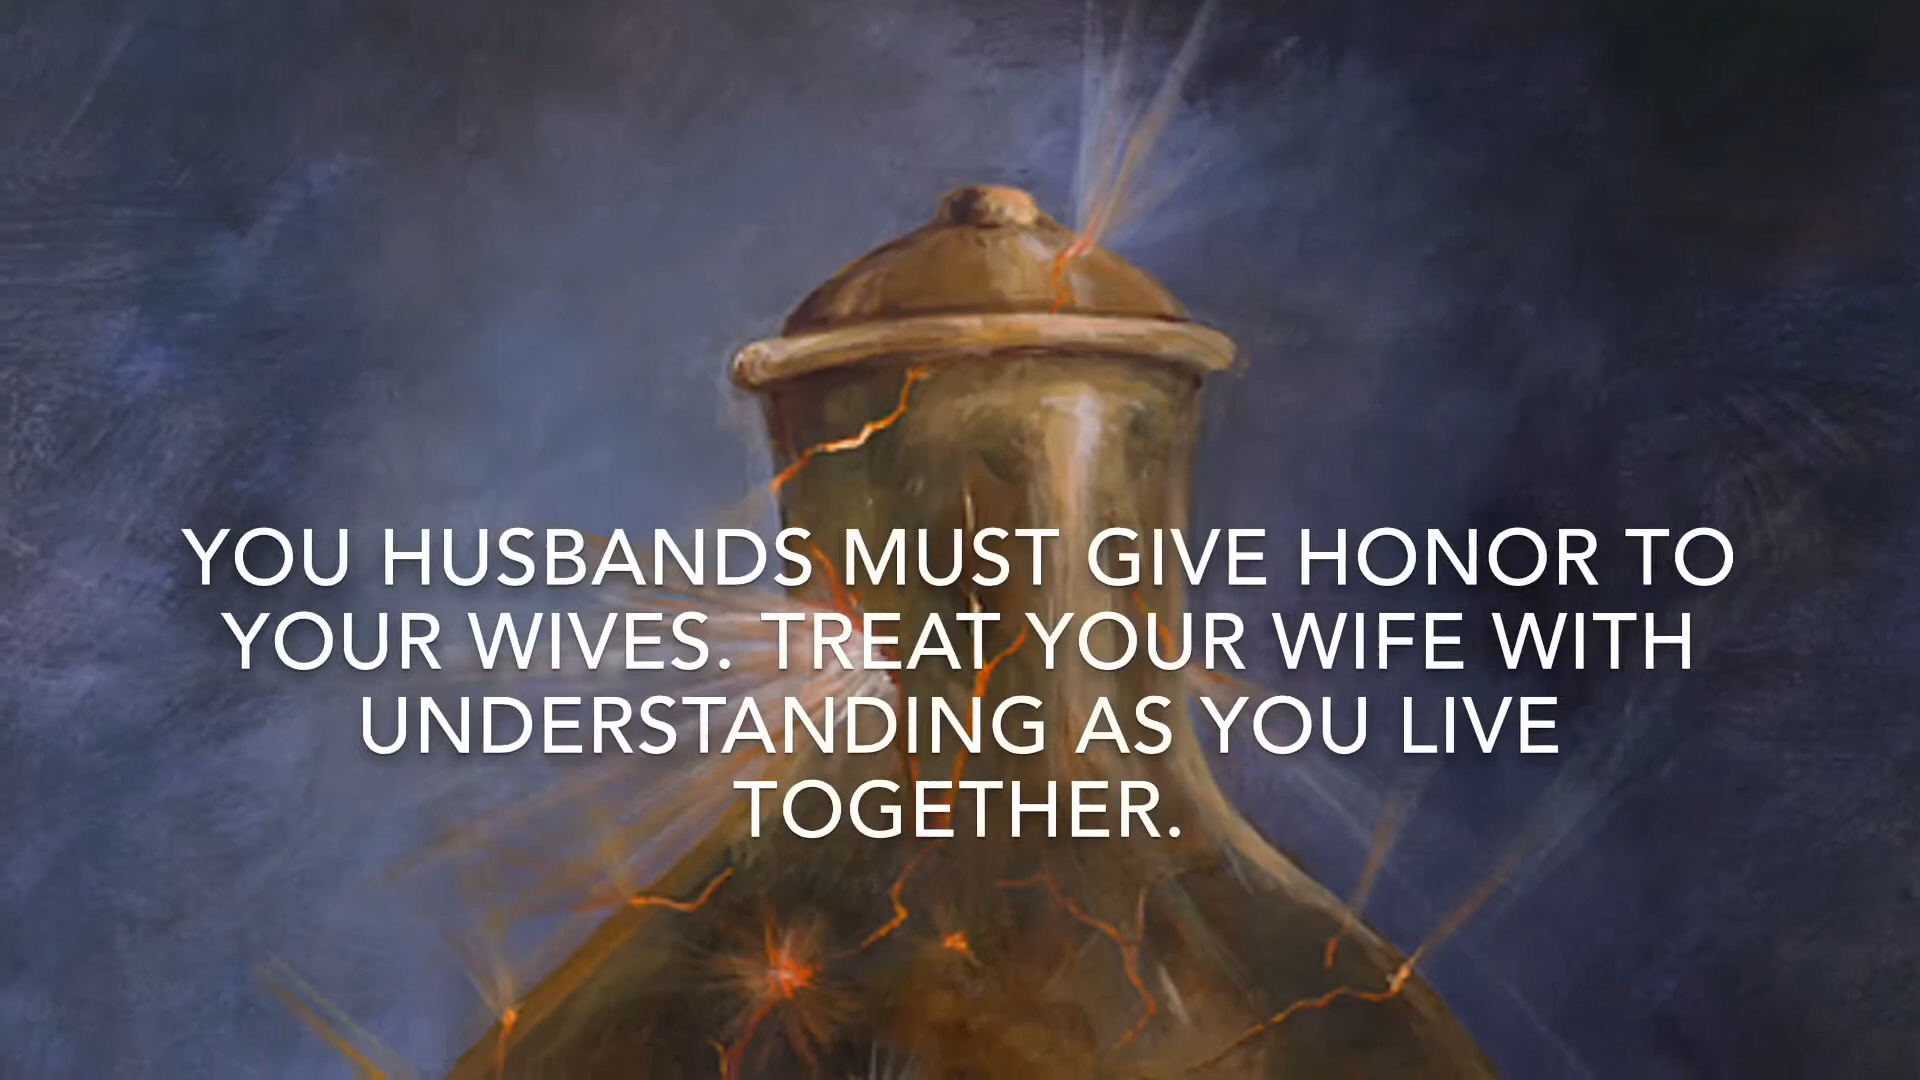 YOU HUSBANDS MUST GIVE HONOR TO
YOUR WIVES. TREAT YOUR WIFE WITH
UNDERSTANDING AS YOU LIVE
TOGETHER.